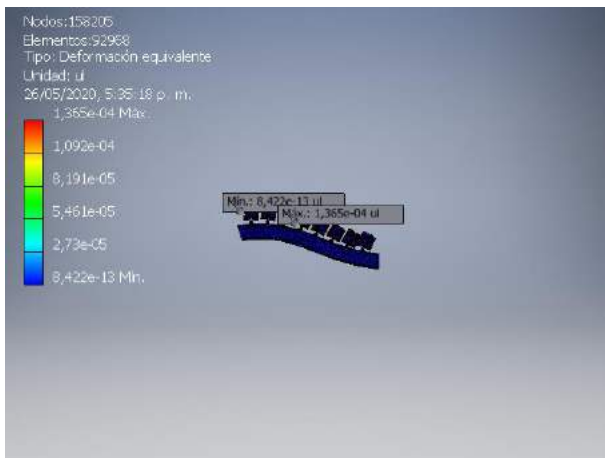 Nodos:158205
Elementos:92958
Tipo: Deformación equivalente
Unidad: ul
26/05/2020, 5:35:18 p. m.
1,365e-04 Máx.
1,092e-04
8,191e-05
5,461e-05
2,73e-05
8,422e-13 Mín.
Mín.: 8,422e-13 ul
Máx.: 1,365e-04 ul